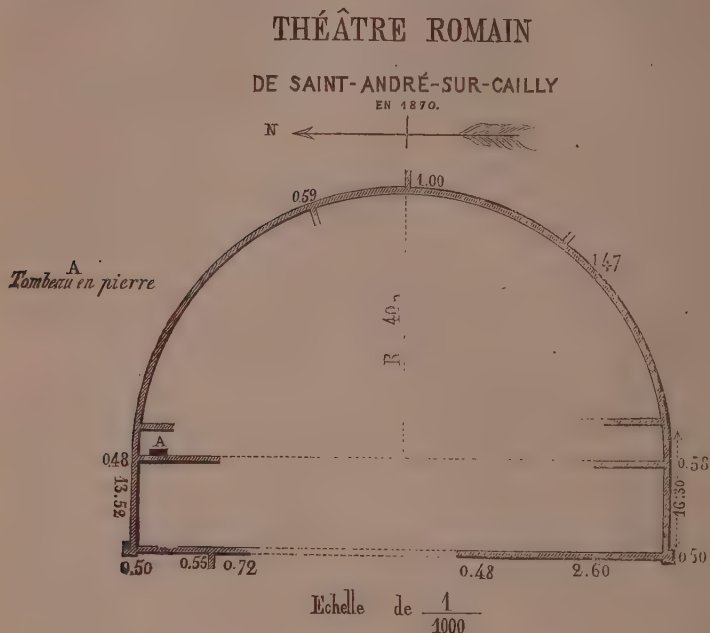 THÉÂTRE ROMAIN
DE SAINT-ANDRÉ-SUR-CAILLY
EN 1870.
N
0.59
1.00
1.47
A
Tombeau en pierre
R 40
A
0.48
0.58
13.52
16.30
0.50
0.55
0.72
0.48
2.60
0.50
Echelle de 1
1000